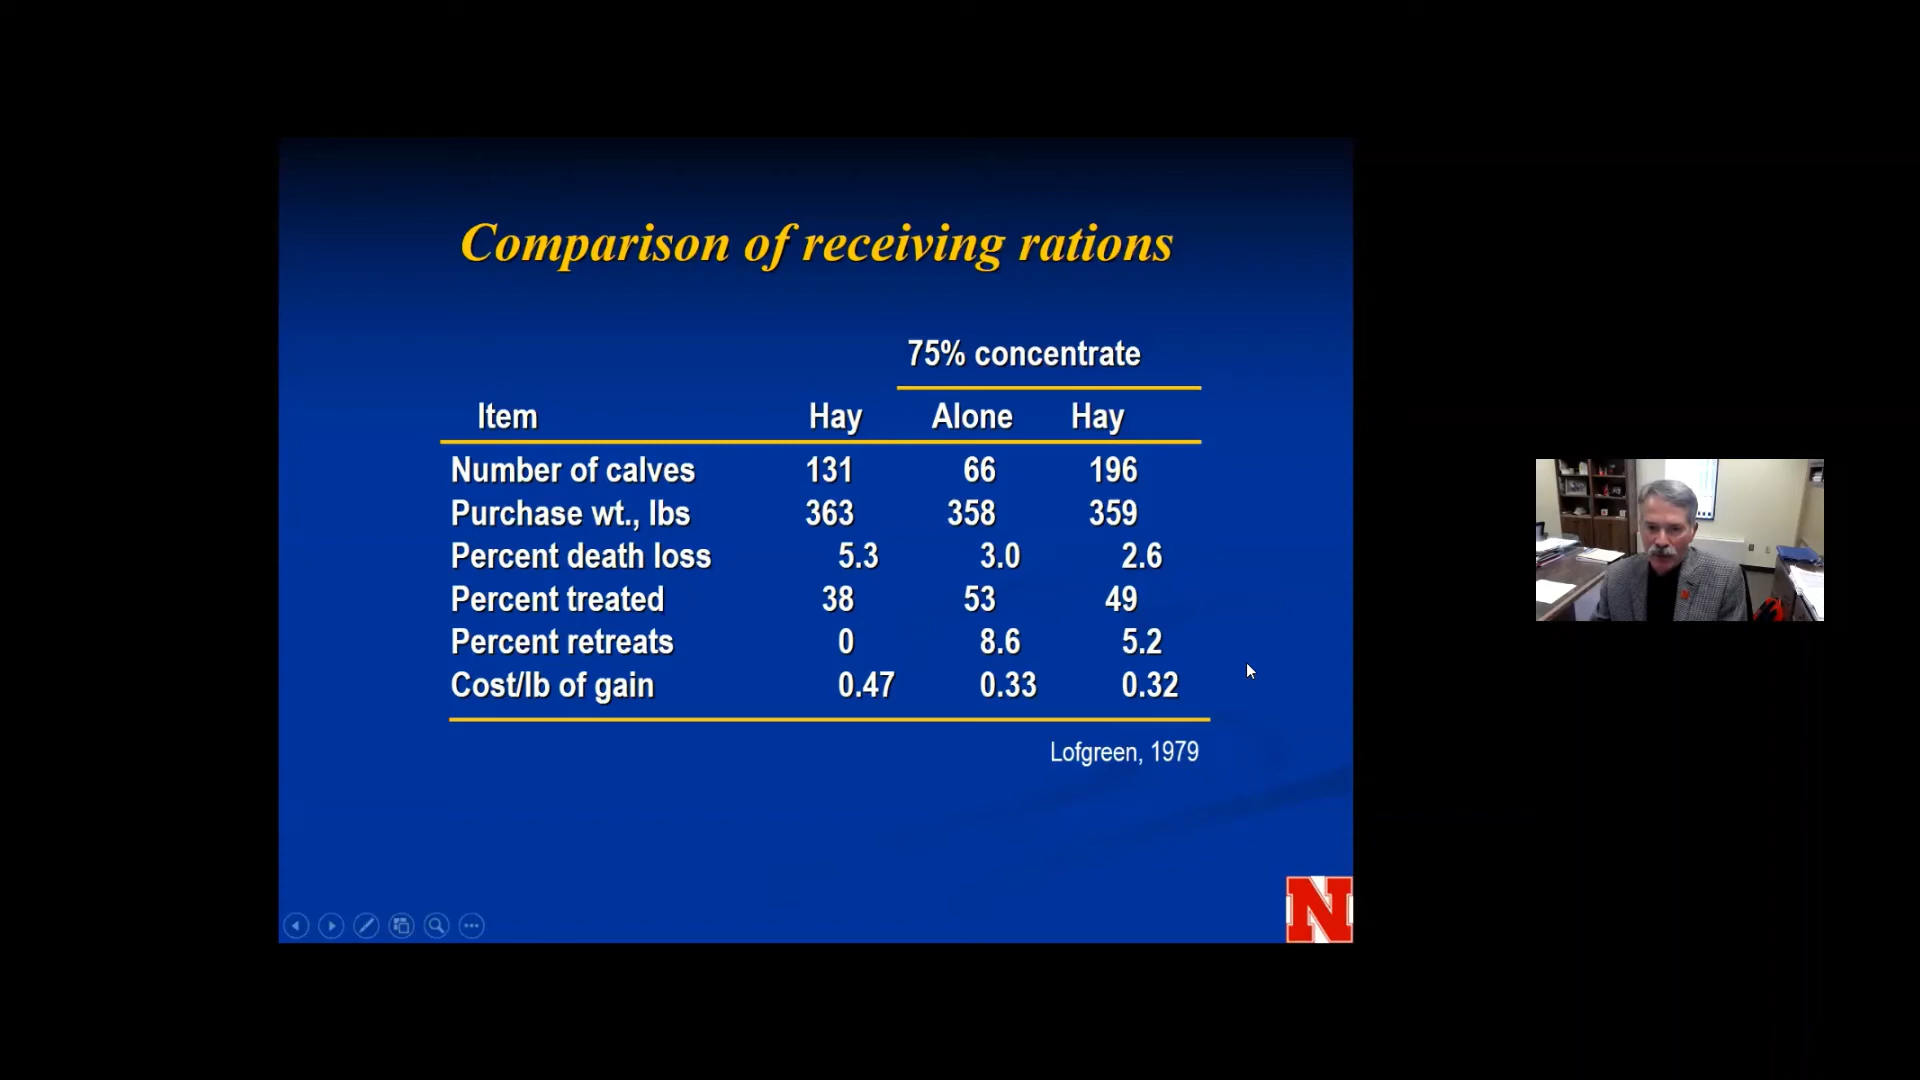 Comparison of receiving rations
75% concentrate
Item Hay Alone Hay
Number of calves 131 66 196
Purchase wt., lbs 363 358 359
Percent death loss 5.3 3.0 2.6
Percent treated 38 53 49
Percent retreats 0 8.6 5.2
Cost/lb of gain 0.47 0.33 0.32
Lofgreen, 1979
N